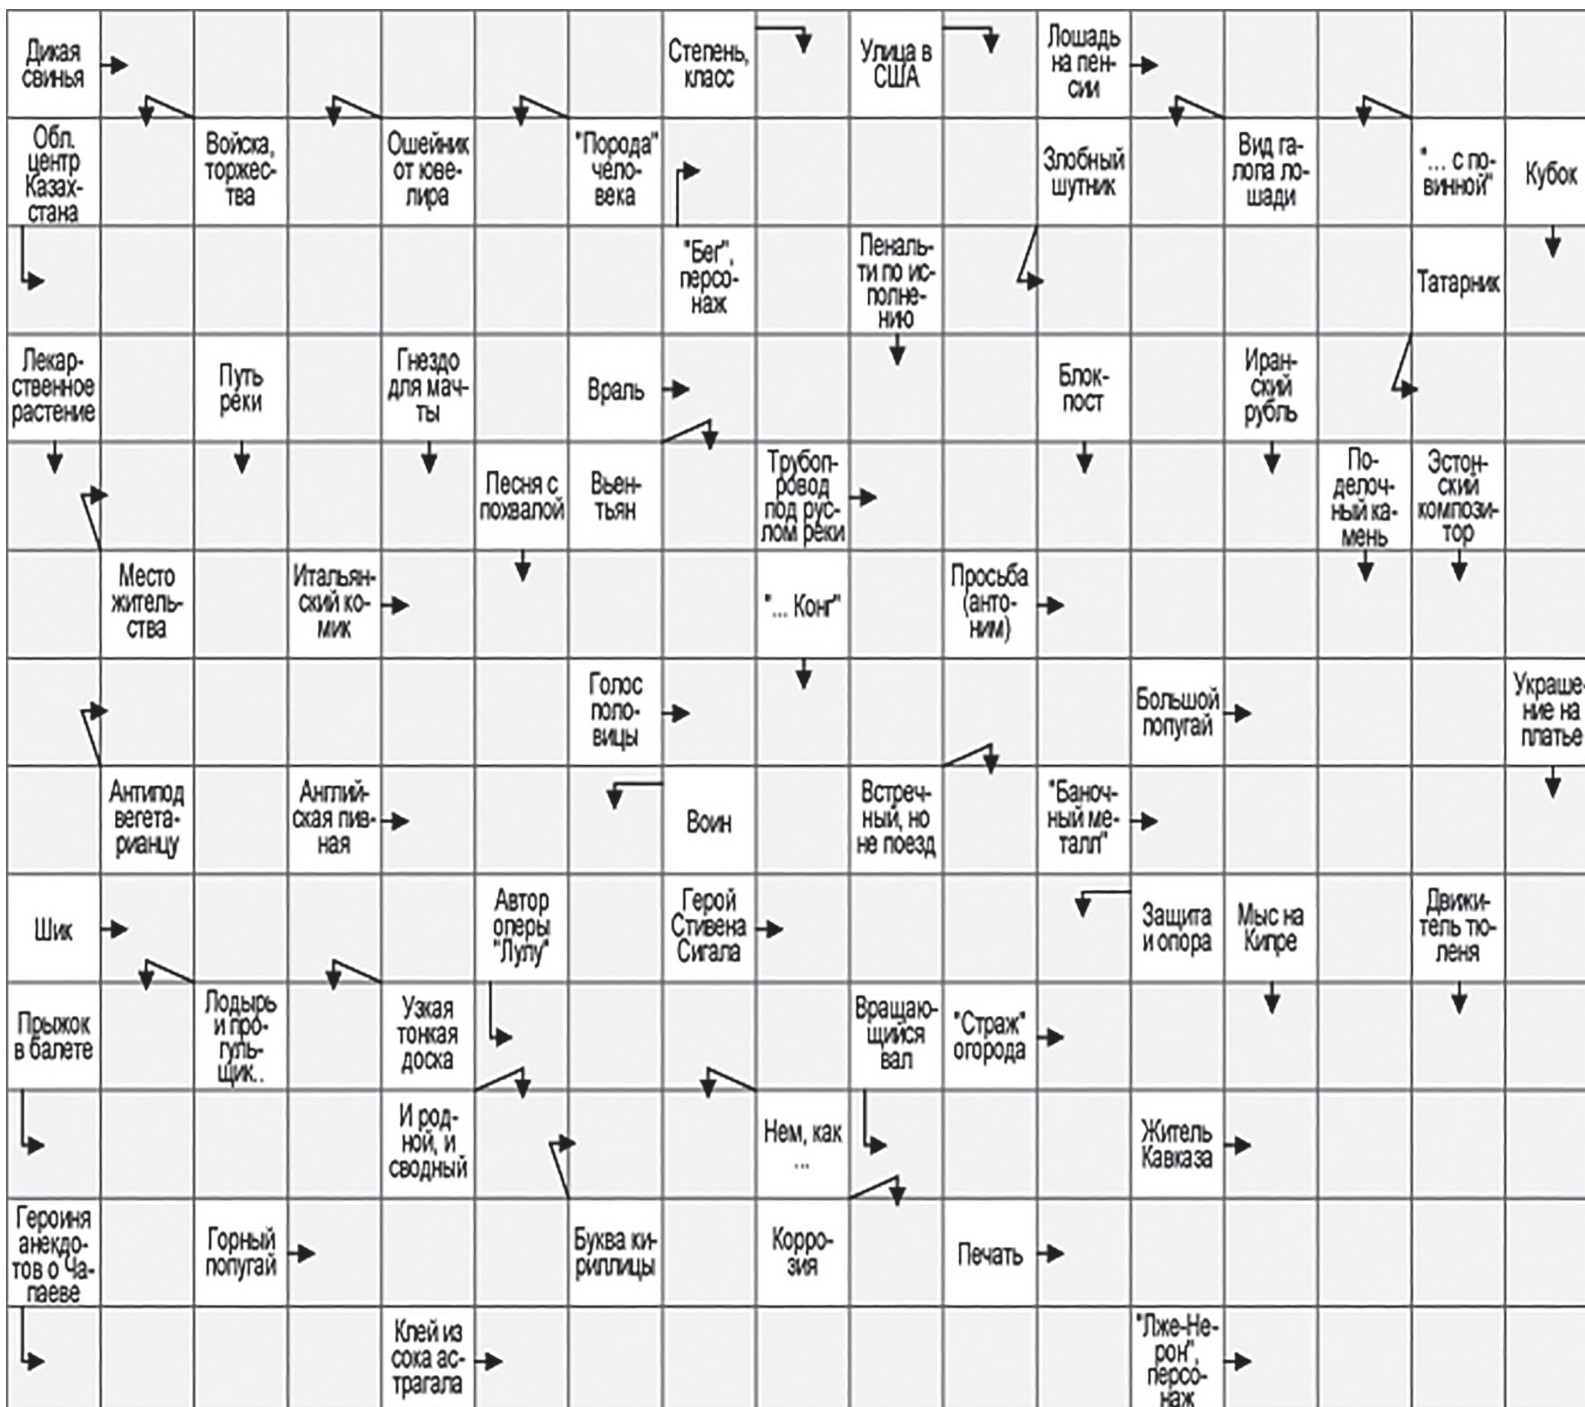 Дикая
свинья
Степень,
класс
Улица в
США
Лошадь
на пен-
сии
Обл.
центр
Казах-
стана
Войска,
торжес-
тва
Ошейник
от юве-
лира
"Порода"
чело-
века
Злобный
шутник
Вид га-
лопа ло-
шади
"... с по-
винной"
Кубок
"Бег",
персо-
наж
Пеналь-
ти по ис-
полне-
нию
Татарник
Лекар-
ственное
растение
Путь
реки
Гнездо
для мач-
ты
Враль
Блок-
пост
Иран-
ский
рубль
Песня с
похвалой
Вьен-
тьян
Трубоп-
ровод
под рус-
лом реки
По-
делоч-
ный ка-
мень
Эстон-
ский
компози-
тор
Место
житель-
ства
Итальян-
ский ко-
мик
"... Конг"
Просьба
(анто-
ним)
Голос
поло-
вицы
Большой
попугай
Украше-
ние на
платье
Антипод
вегета-
рианцу
Англий-
ская пив-
ная
Воин
Встреч-
ный, но
не поезд
"Баноч-
ный ме-
талл"
Шик
Автор
оперы
"Лулу"
Герой
Стивена
Сигала
Защита
и опора
Мыс на
Кипре
Движи-
тель тю-
леня
Прыжок
в балете
Лодырь
и про-
гуль-
щик..
Узкая
тонкая
доска
Вращаю-
щийся
вал
"Страж"
огорода
И род-
ной, и
сводный
Нем, как
...
Житель
Кавказа
Героиня
анекдо-
тов о Ча-
паеве
Горный
попугай
Буква ки-
риллицы
Корро-
зия
Печать
Клей из
сока ас-
трагала
"Лже-Не-
рон",
персо-
наж